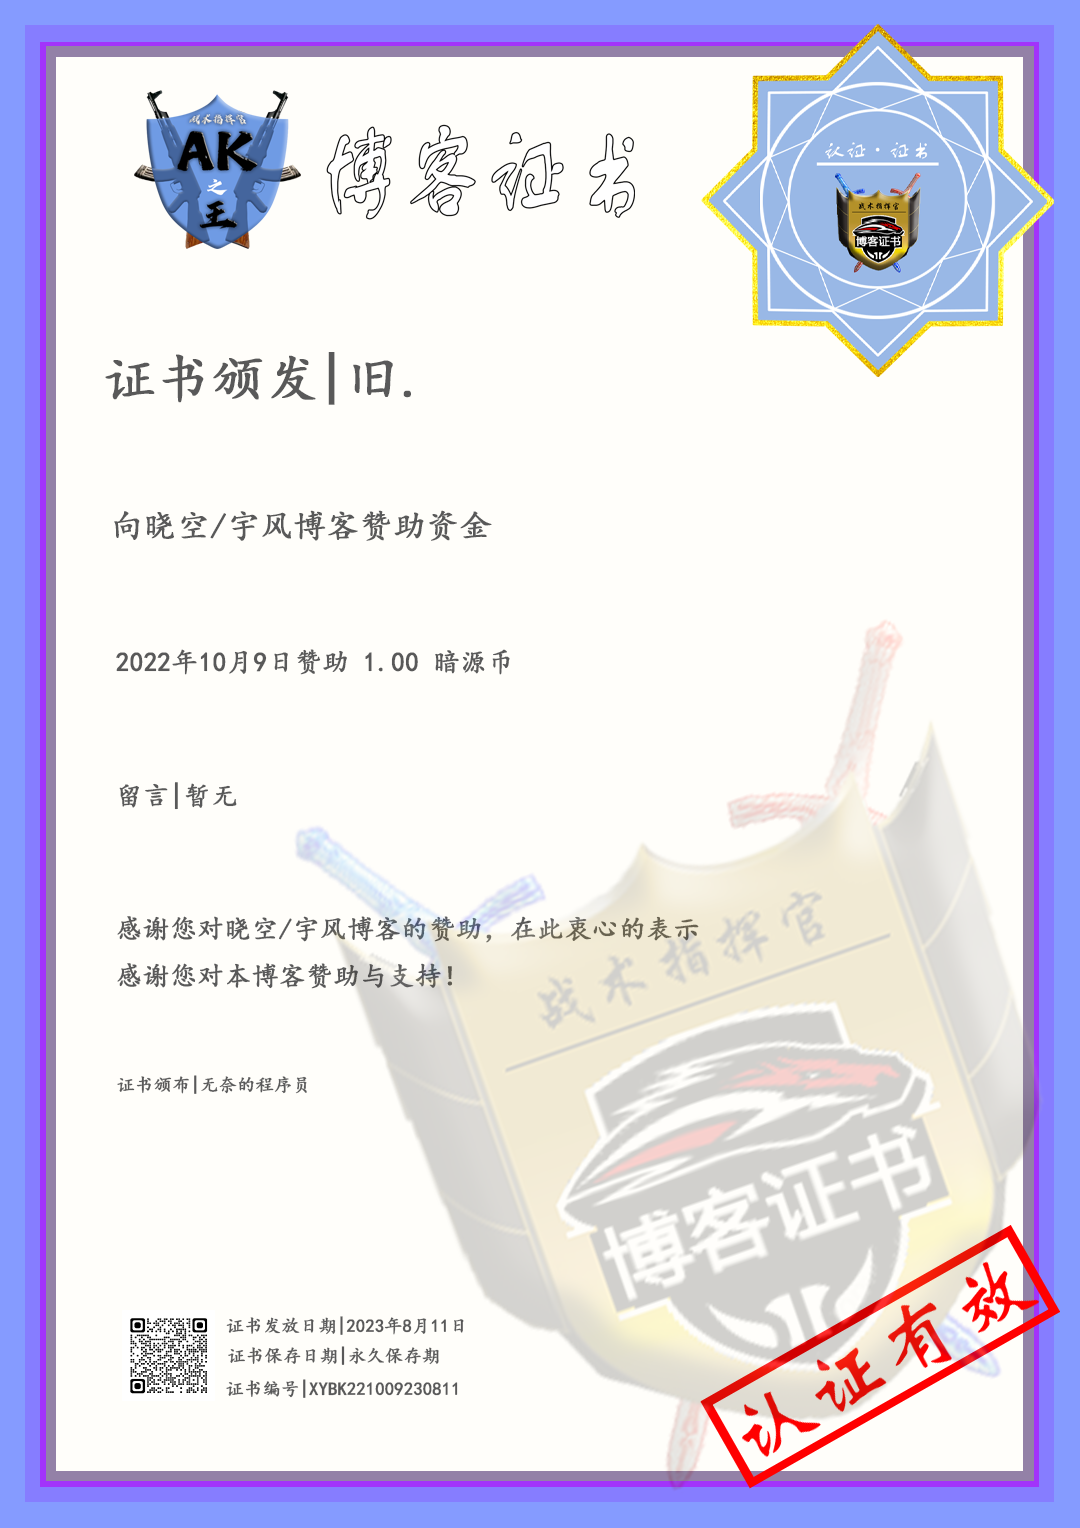 战术指挥官
AK
之
王
博客证书
认证·证书
战术指挥官
博客证书
证书颁发|旧.
向晓空/宇风博客赞助资金
2022年10月9日赞助 1.00 暗源币
留言|暂无
感谢您对晓空/宇风博客的赞助，在此衷心的表示
感谢您对本博客赞助与支持！
战术指挥官
博客证书
证书颁布|无奈的程序员
证书发放日期|2023年8月11日
证书保存日期|永久保存期
证书编号|XYBK221009230811
认证有效